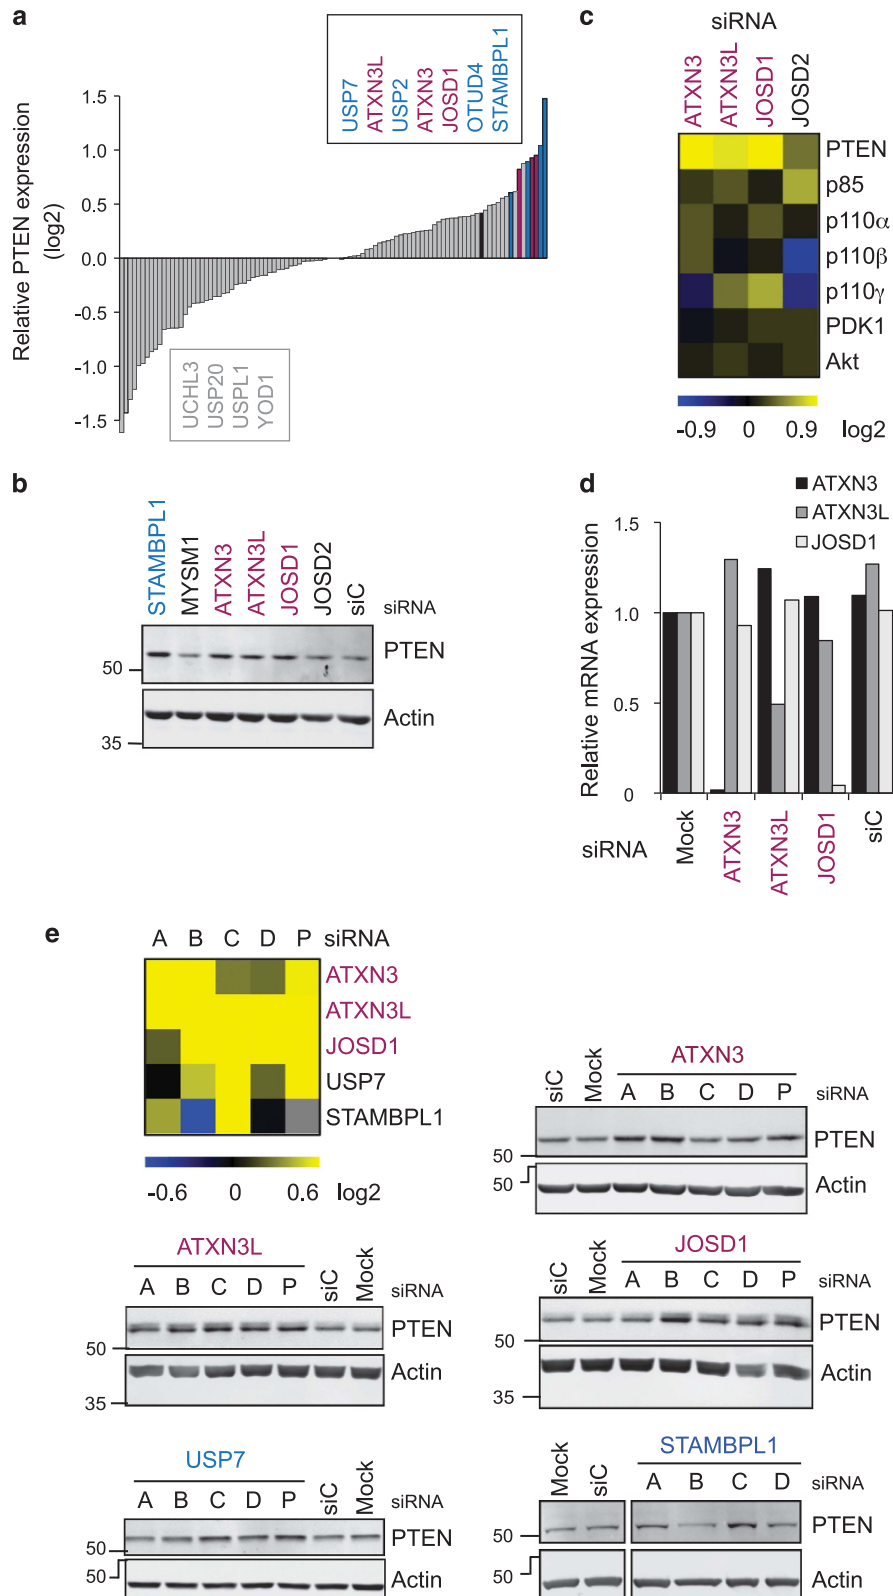 a
USP7
ATXN3L
USP2
ATXN3
JOSD1
OTUD4
STAMBPL1
Relative PTEN expression
(log2)
1.5
1.0
0.5
0.0
-0.5
-1.0
-1.5
UCHL3
USP20
USPL1
YOD1
c
siRNA
ATXN3
ATXN3L
JOSD1
JOSD2
PTEN
p85
p110α
p110β
p110γ
PDK1
Akt
-0.9 0 0.9 log2
b
STAMBPL1
MYSM1
ATXN3
ATXN3L
JOSD1
JOSD2
siC
siRNA
PTEN
50
Actin
35
d
ATXN3
ATXN3L
JOSD1
Relative mRNA expression
1.5
1.0
0.5
0
siRNA
Mock
ATXN3
ATXN3L
JOSD1
siC
e
A B C D P siRNA
ATXN3
ATXN3L
JOSD1
USP7
STAMBPL1
-0.6 0 0.6 log2
ATXN3
siC Mock A B C D P siRNA
PTEN
50
50
Actin
ATXN3L
A B C D P siC Mock siRNA
PTEN
50
Actin
35
JOSD1
siC Mock A B C D P siRNA
PTEN
50
Actin
35
USP7
A B C D P siC Mock siRNA
PTEN
50
50
Actin
STAMBPL1
Mock siC A B C D siRNA
PTEN
50
50
Actin